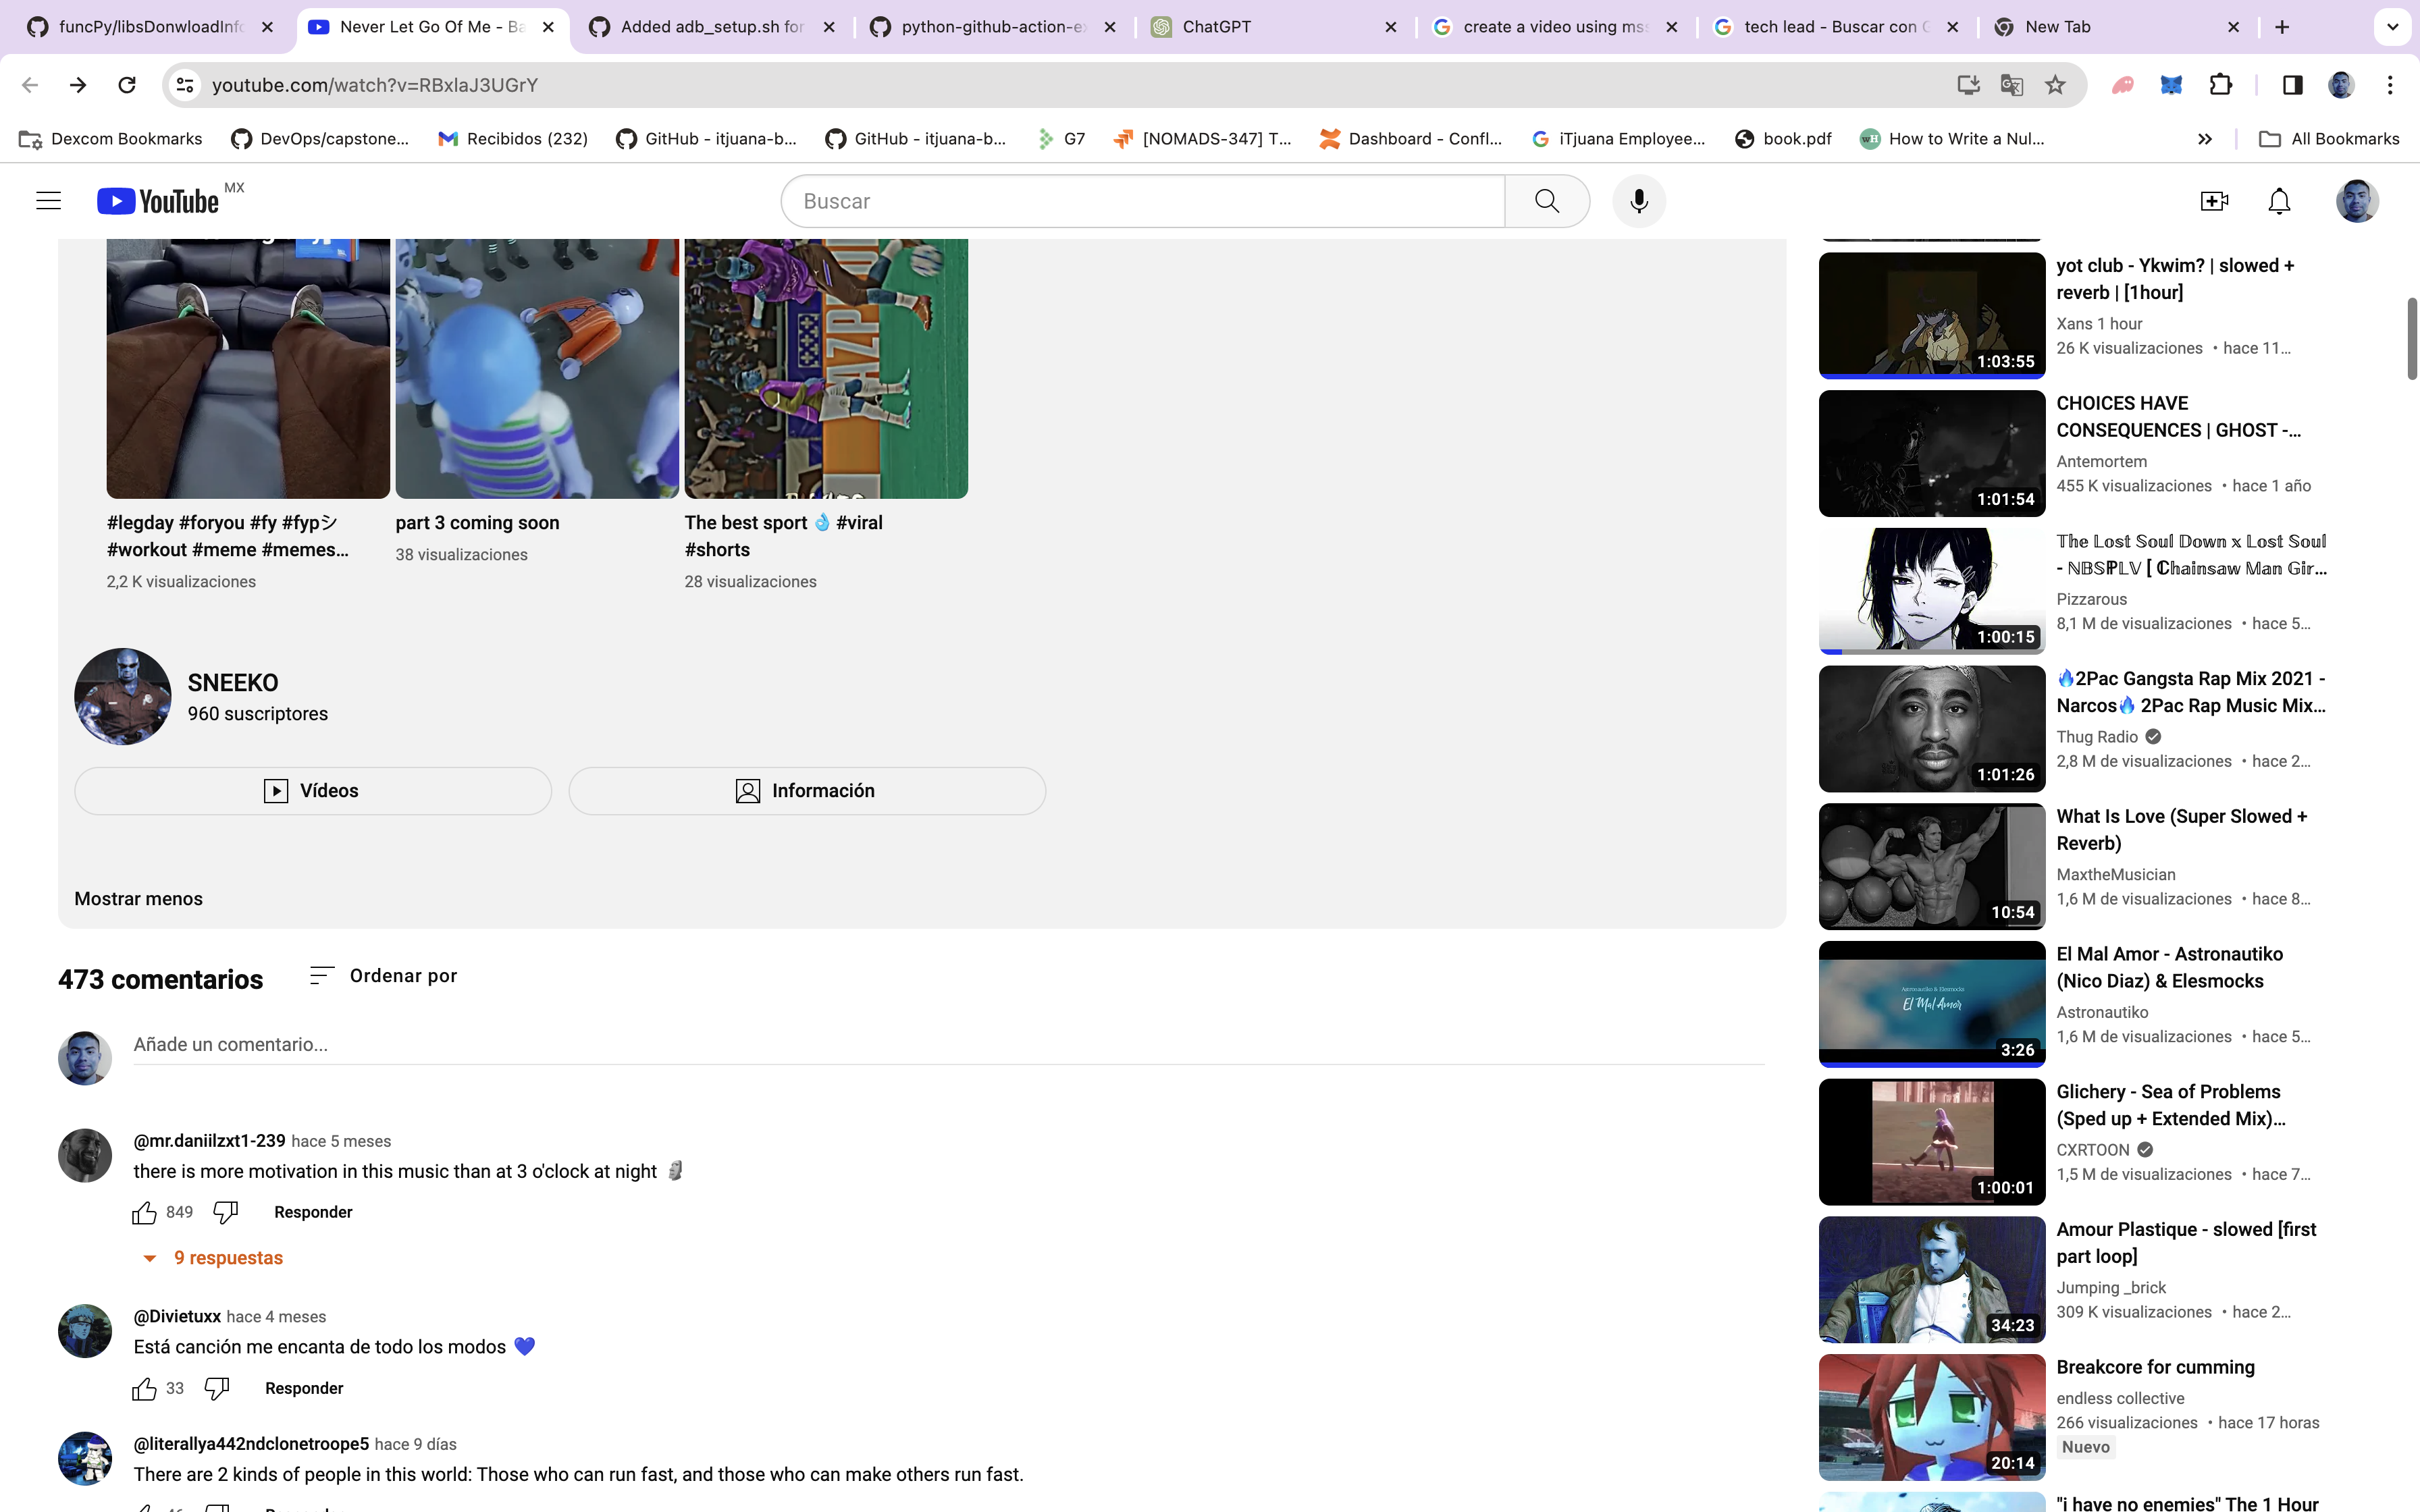 funcPy/libsDonwloadInfo
Never Let Go Of Me - Ba
Added adb_setup.sh for
python-github-action-ex
ChatGPT
create a video using mss
tech lead - Buscar con G
New Tab
youtube.com/watch?v=RBxlaJ3UGrY
Dexcom Bookmarks
DevOps/capstone...
Recibidos (232)
GitHub - itjuana-b...
GitHub - itjuana-b...
G7
[NOMADS-347] T...
Dashboard - Confl...
iTjuana Employee...
book.pdf
How to Write a Nul...
All Bookmarks
YouTube MX
Buscar
#legday #foryou #fy #fypシ
#workout #meme #memes...
2,2 K visualizaciones
part 3 coming soon
38 visualizaciones
The best sport 👌 #viral
#shorts
28 visualizaciones
SNEEKO
960 suscriptores
Vídeos
Información
Mostrar menos
473 comentarios
Ordenar por
Añade un comentario...
@mr.daniilzxt1-239 hace 5 meses
there is more motivation in this music than at 3 o'clock at night 🗿
849
Responder
9 respuestas
@Divietuxx hace 4 meses
Está canción me encanta de todo los modos 💙
33
Responder
@literallya442ndclonetroope5 hace 9 días
There are 2 kinds of people in this world: Those who can run fast, and those who can make others run fast.
yot club - Ykwim? | slowed +
reverb | [1hour]
Xans 1 hour
26 K visualizaciones • hace 11...
1:03:55
CHOICES HAVE
CONSEQUENCES | GHOST -...
Antemortem
455 K visualizaciones • hace 1 año
1:01:54
𝕋𝕙𝕖 𝕃𝕠𝕤𝕥 𝕊𝕠𝕦𝕝 𝔻𝕠𝕨𝕟 𝕩 𝕃𝕠𝕤𝕥 𝕊𝕠𝕦𝕝
- ℕ𝔹𝕊ℙ𝕃𝕍 [ ℂ𝕙𝕒𝕚𝕟𝕤𝕒𝕨 𝕄𝕒𝕟 𝔾𝕚𝕣...
Pizzarous
8,1 M de visualizaciones • hace 5...
1:00:15
🔥2Pac Gangsta Rap Mix 2021 -
Narcos🔥 2Pac Rap Music Mix...
Thug Radio
2,8 M de visualizaciones • hace 2...
1:01:26
What Is Love (Super Slowed +
Reverb)
MaxtheMusician
1,6 M de visualizaciones • hace 8...
10:54
El Mal Amor - Astronautiko
(Nico Diaz) & Elesmocks
Astronautiko
1,6 M de visualizaciones • hace 5...
Astronautiko & Elesmocks
El Mal Amor
3:26
Glichery - Sea of Problems
(Sped up + Extended Mix)...
CXRTOON
1,5 M de visualizaciones • hace 7...
1:00:01
Amour Plastique - slowed [first
part loop]
Jumping _brick
309 K visualizaciones • hace 2...
34:23
Breakcore for cumming
endless collective
266 visualizaciones • hace 17 horas
Nuevo
20:14
"i have no enemies" The 1 Hour